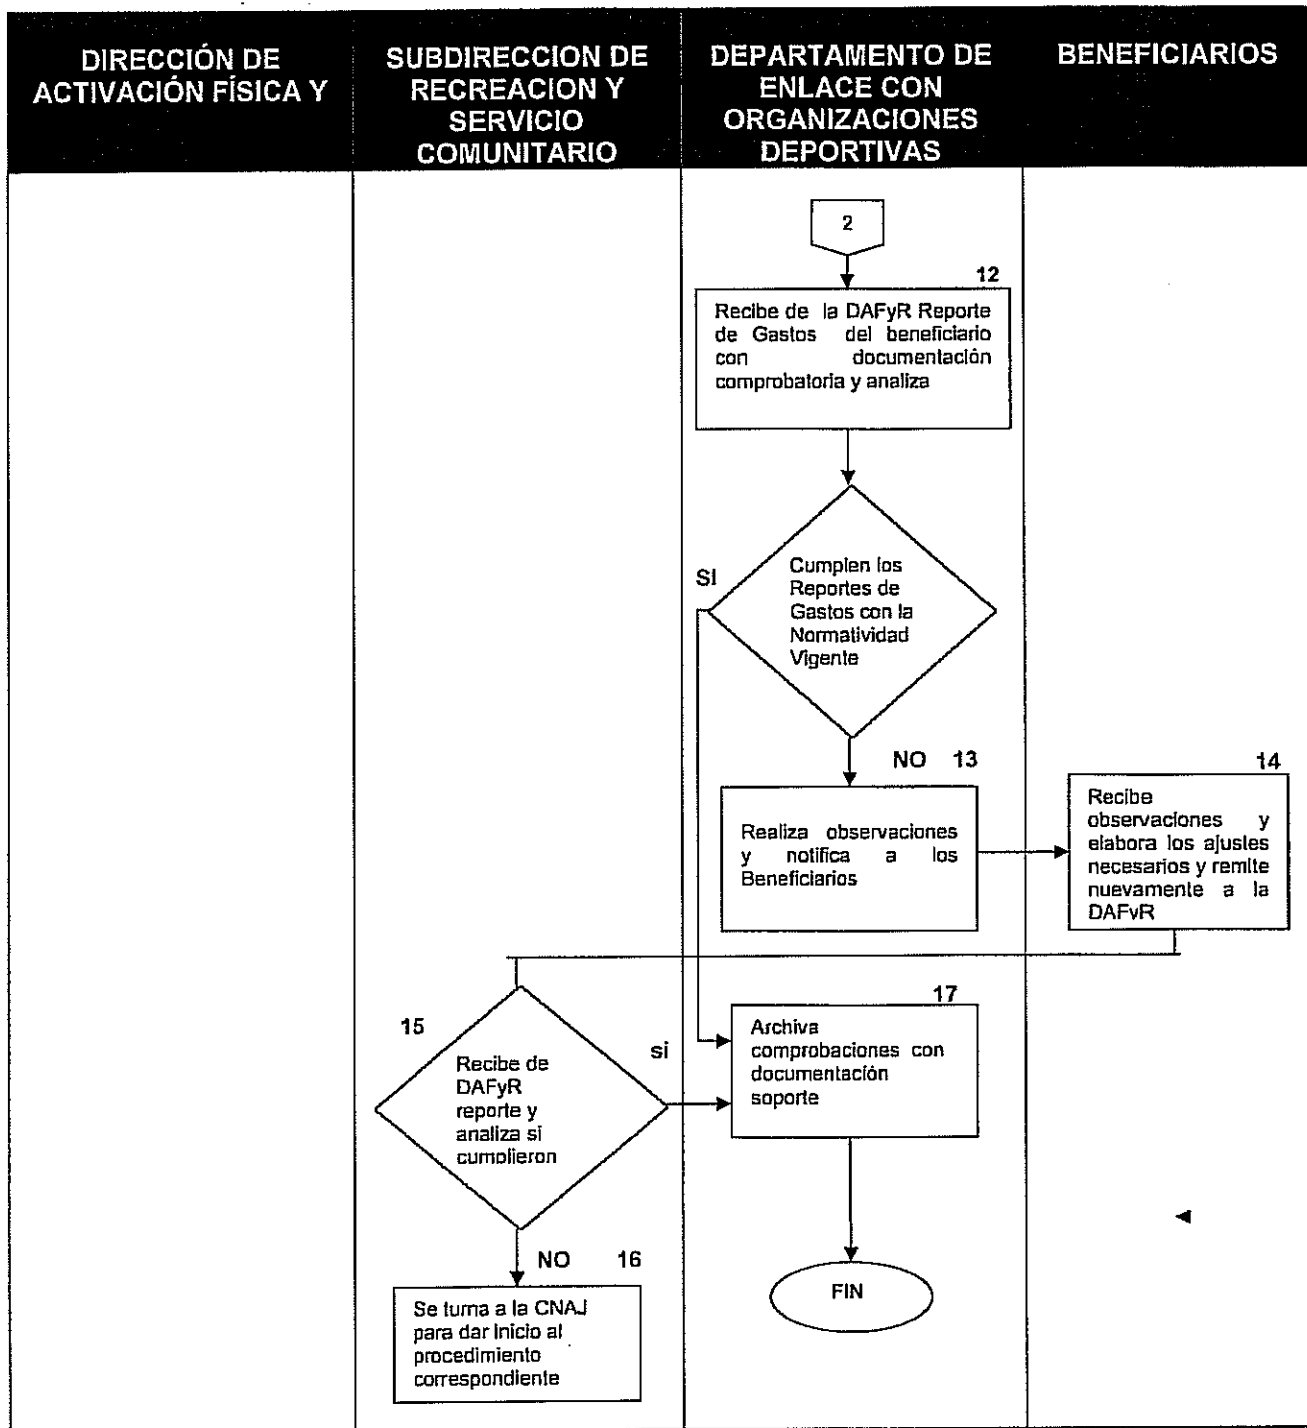 DIRECCIÓN DE
ACTIVACIÓN FÍSICA Y
SUBDIRECCION DE
RECREACION Y
SERVICIO
COMUNITARIO
DEPARTAMENTO DE
ENLACE CON
ORGANIZACIONES
DEPORTIVAS
BENEFICIARIOS
2
12
Recibe de la DAFyR Reporte
de Gastos del beneficiario
con documentación
comprobatoria y analiza
SI
Cumplen los
Reportes de
Gastos con la
Normatividad
Vigente
NO 13
Realiza observaciones
y notifica a los
Beneficiarios
14
Recibe
observaciones y
elabora los ajustes
necesarios y remite
nuevamente a la
DAFyR
15
Recibe de
DAFyR
reporte y
analiza si
cumplieron
si
17
Archiva
comprobaciones con
documentación
soporte
NO 16
Se turna a la CNAJ
para dar inicio al
procedimiento
correspondiente
FIN